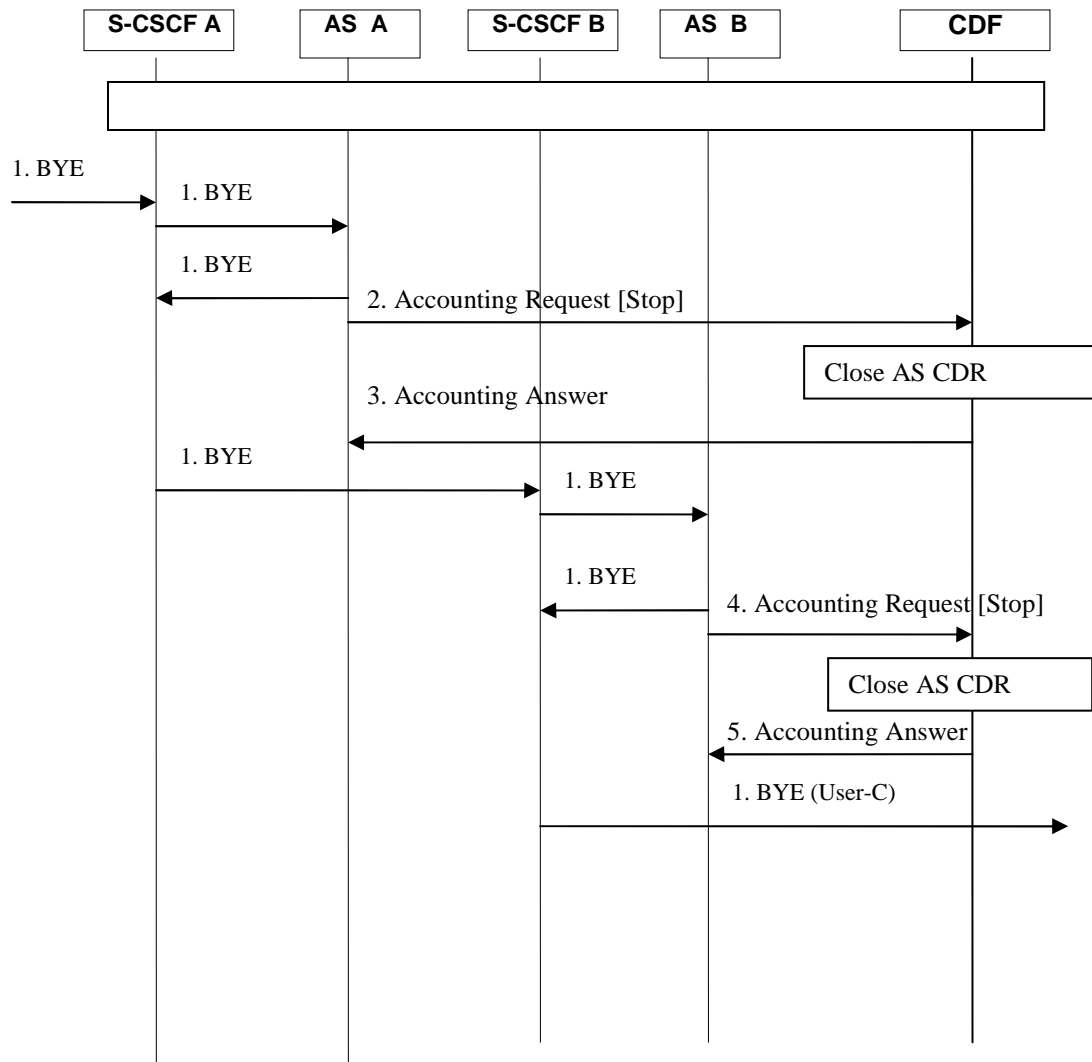 S-CSCF A
AS A
S-CSCF B
AS B
CDF
1. BYE
1. BYE
1. BYE
2. Accounting Request [Stop]
Close AS CDR
3. Accounting Answer
1. BYE
1. BYE
1. BYE
4. Accounting Request [Stop]
Close AS CDR
5. Accounting Answer
1. BYE (User-C)